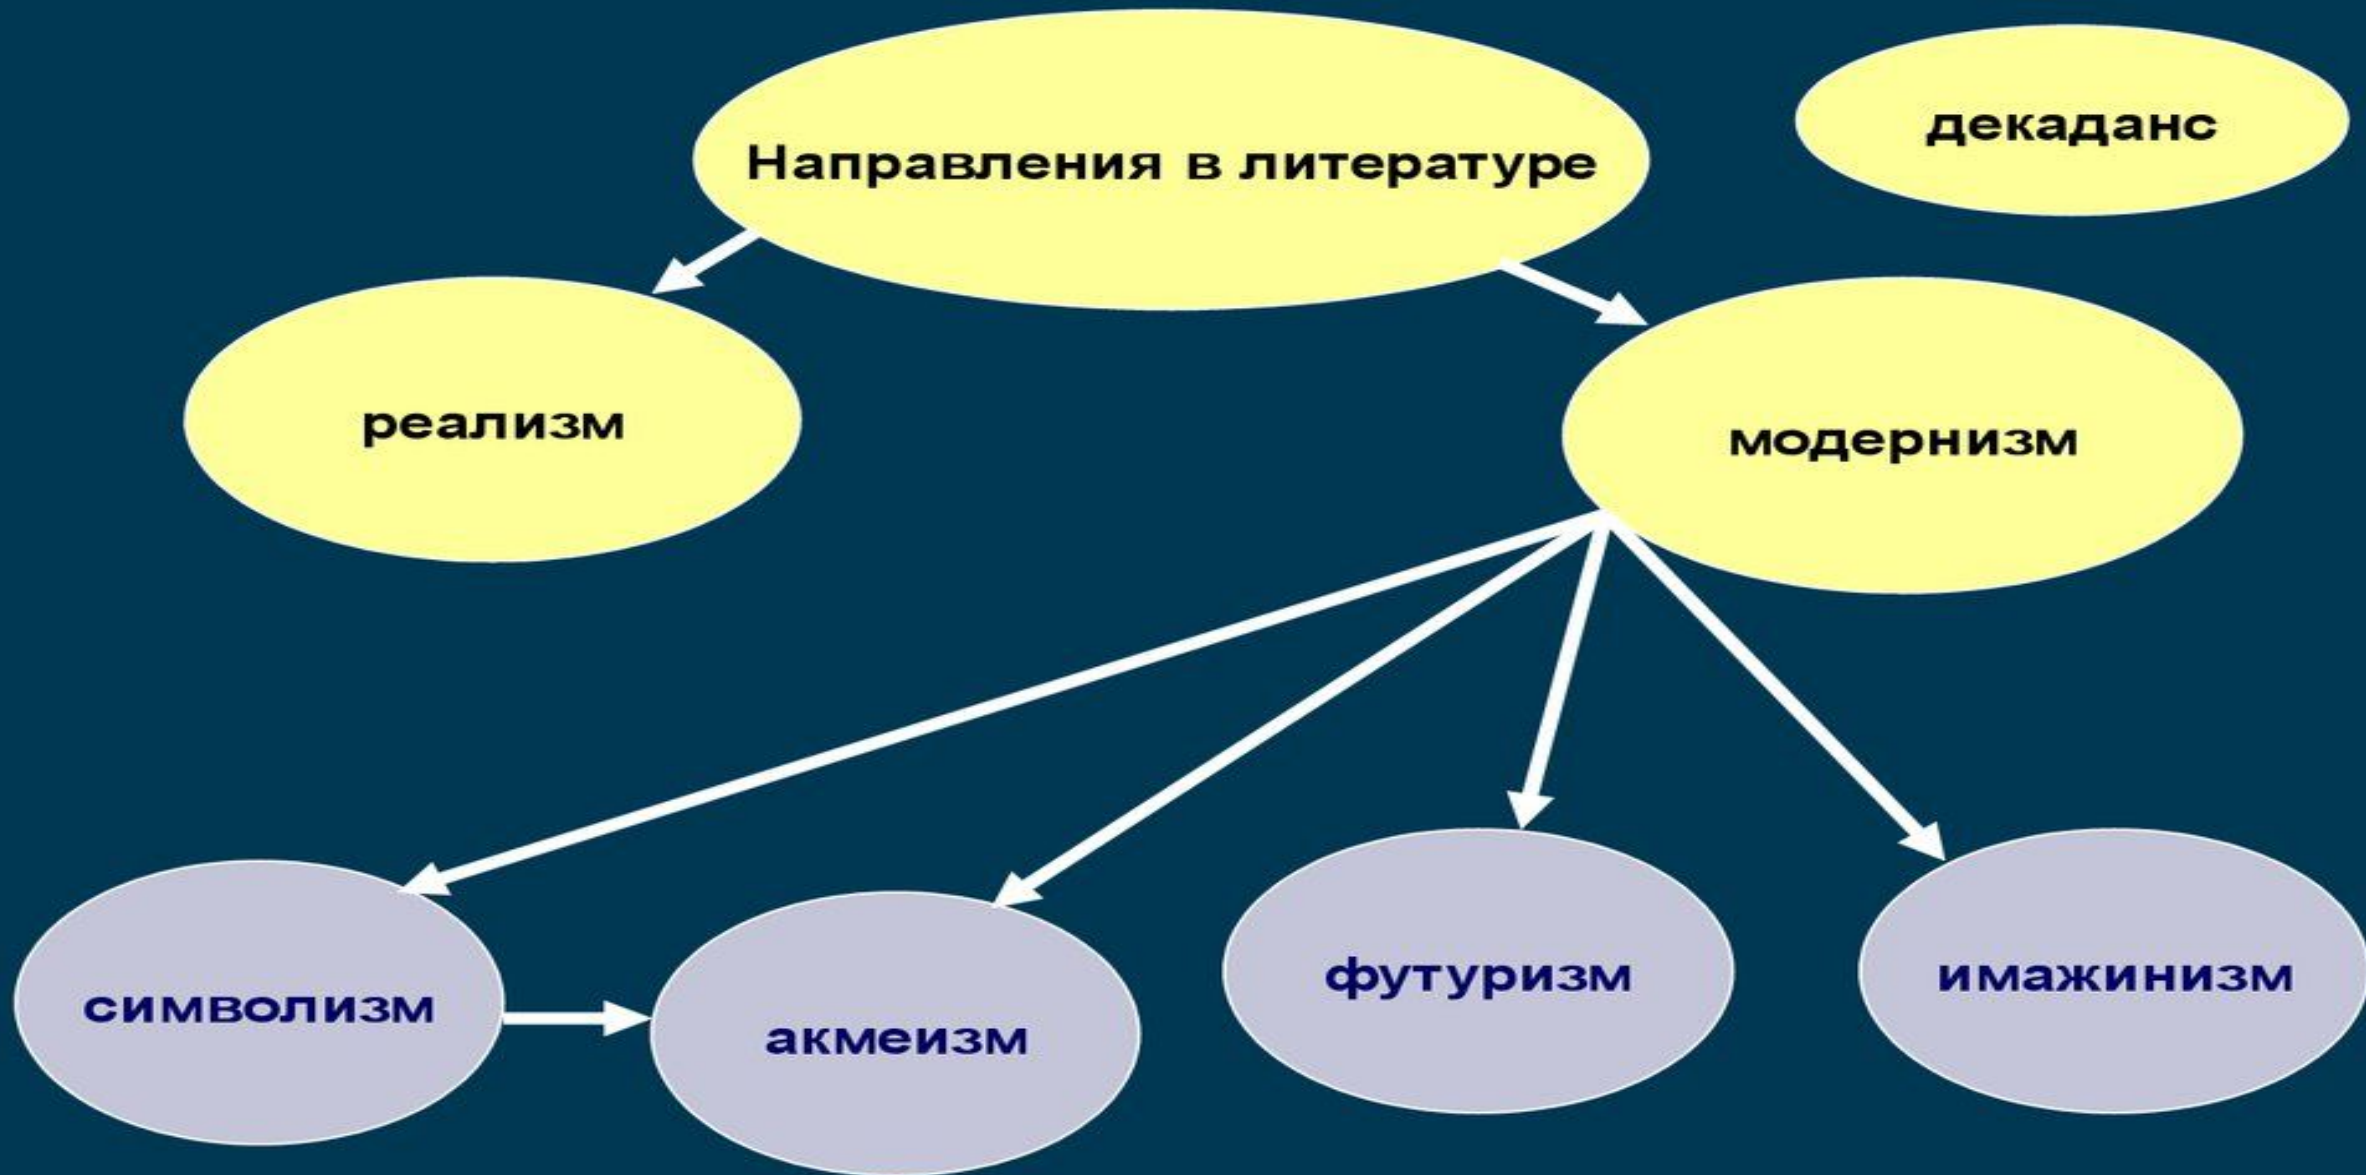 Направления в литературе
декаданс
реализм
модернизм
символизм
акмеизм
футуризм
имажинизм